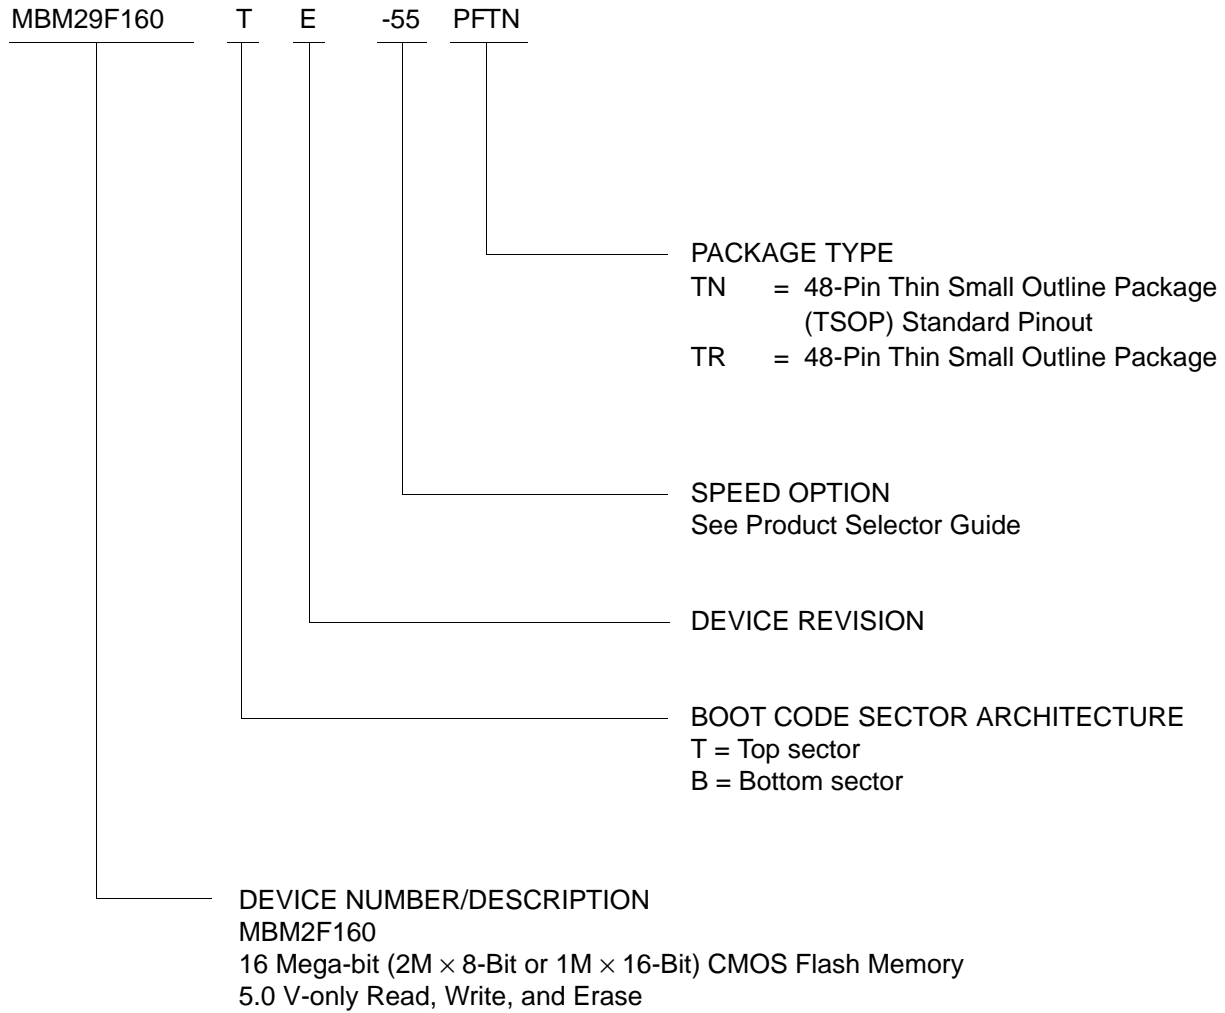 MBM29F160 T E -55 PFTN
PACKAGE TYPE
TN = 48-Pin Thin Small Outline Package
(TSOP) Standard Pinout
TR = 48-Pin Thin Small Outline Package
SPEED OPTION
See Product Selector Guide
DEVICE REVISION
BOOT CODE SECTOR ARCHITECTURE
T = Top sector
B = Bottom sector
DEVICE NUMBER/DESCRIPTION
MBM2F160
16 Mega-bit (2M × 8-Bit or 1M × 16-Bit) CMOS Flash Memory
5.0 V-only Read, Write, and Erase